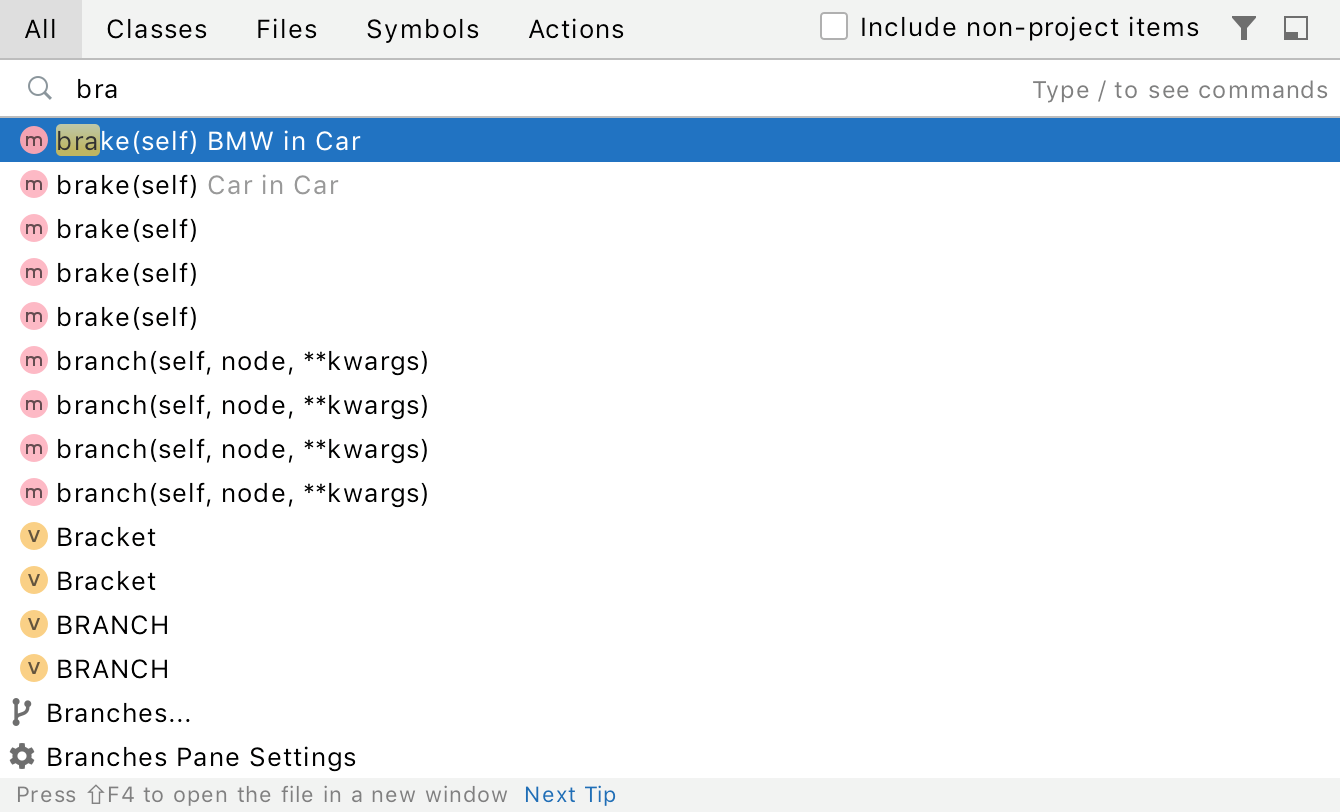 All Classes Files Symbols Actions Include non-project items
bra Type / to see commands
m brake(self) BMW in Car
m brake(self) Car in Car
m brake(self)
m brake(self)
m brake(self)
m branch(self, node, **kwargs)
m branch(self, node, **kwargs)
m branch(self, node, **kwargs)
m branch(self, node, **kwargs)
V Bracket
V Bracket
V BRANCH
V BRANCH
Branches...
Branches Pane Settings
Press ⇧F4 to open the file in a new window Next Tip